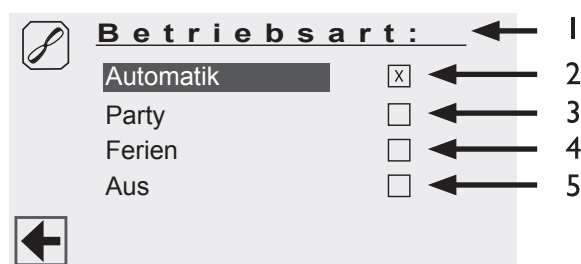 Betriebsart: 1
Automatik X 2
Party 3
Ferien 4
Aus 5